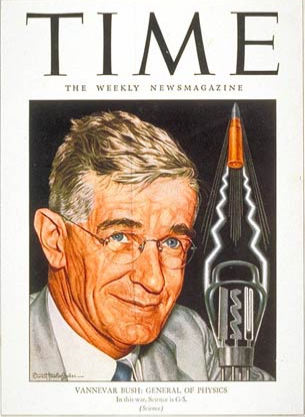 TIME
THE WEEKLY NEWSMAGAZINE
VANNEVAR BUSH: GENERAL OF PHYSICS
In this war, Science is G-5.
(Science)